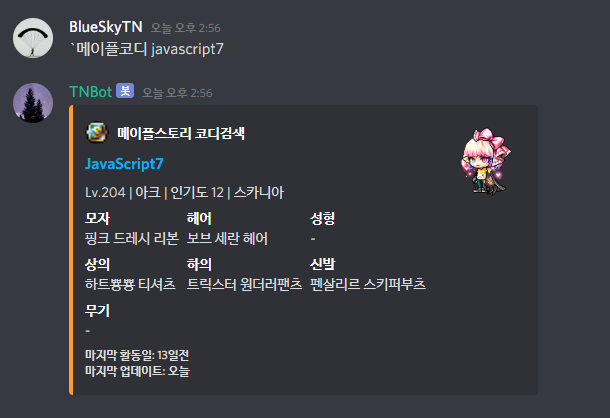 BlueSkyTN 오늘 오후 2:56
`메이플코디 javascript7
TNBot 봇 오늘 오후 2:56
메이플스토리 코디검색
JavaScript7
Lv.204 | 아크 | 인기도 12 | 스카니아
모자 헤어 성형
핑크 드레시 리본 보브 세란 헤어 -
상의 하의 신발
하트뿅뿅 티셔츠 트릭스터 원더러팬츠 펜살리르 스키퍼부츠
무기
-
마지막 활동일: 13일전
마지막 업데이트: 오늘